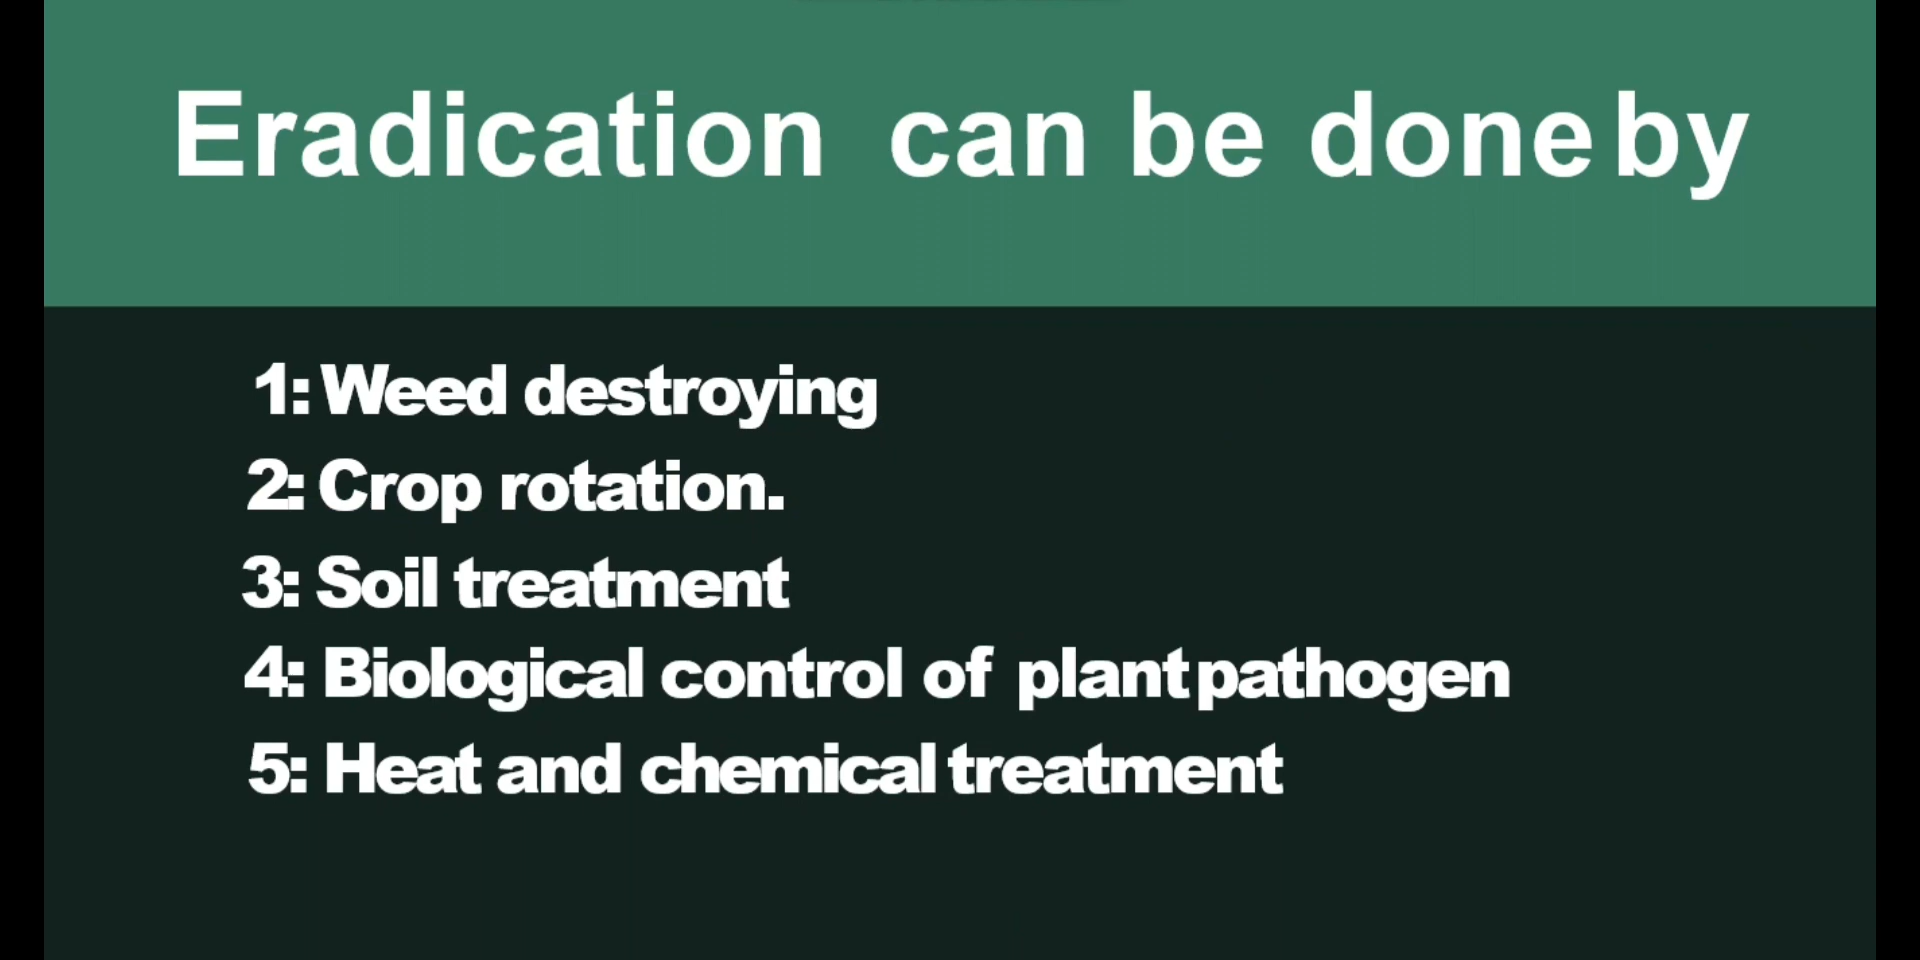 Eradication can be done by
1: Weed destroying
2: Crop rotation.
3: Soil treatment
4: Biological control of plant pathogen
5: Heat and chemical treatment